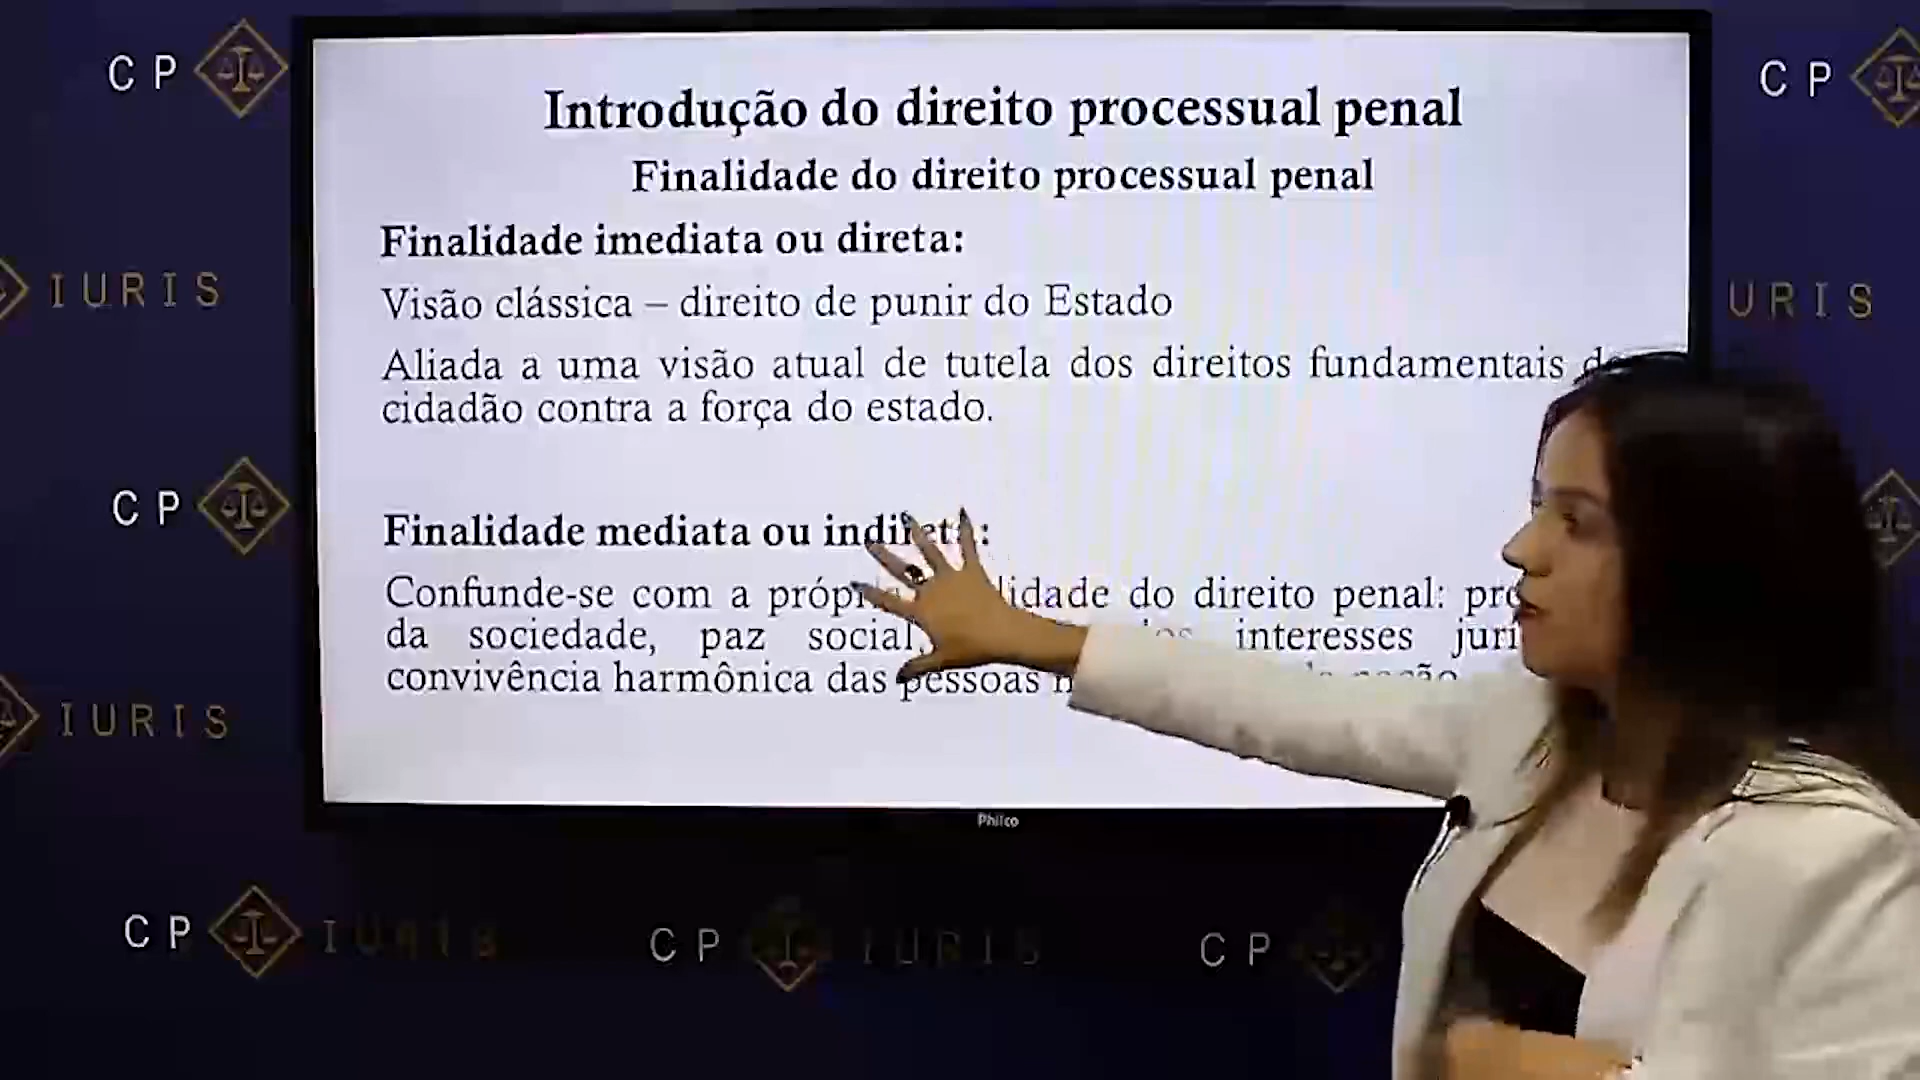 Introdução do direito processual penal
Finalidade do direito processual penal
Finalidade imediata ou direta:
Visão clássica – direito de punir do Estado
Aliada a uma visão atual de tutela dos direitos fundamentais
cidadão contra a força do estado.
Finalidade mediata ou indireta:
Confunde-se com a do direito penal:
da sociedade, paz social, interesses
convivência harmônica das pessoas
Philco
CP
CP
IURIS
URIS
CP
IURIS
CP IURIS
CP IURIS
CP